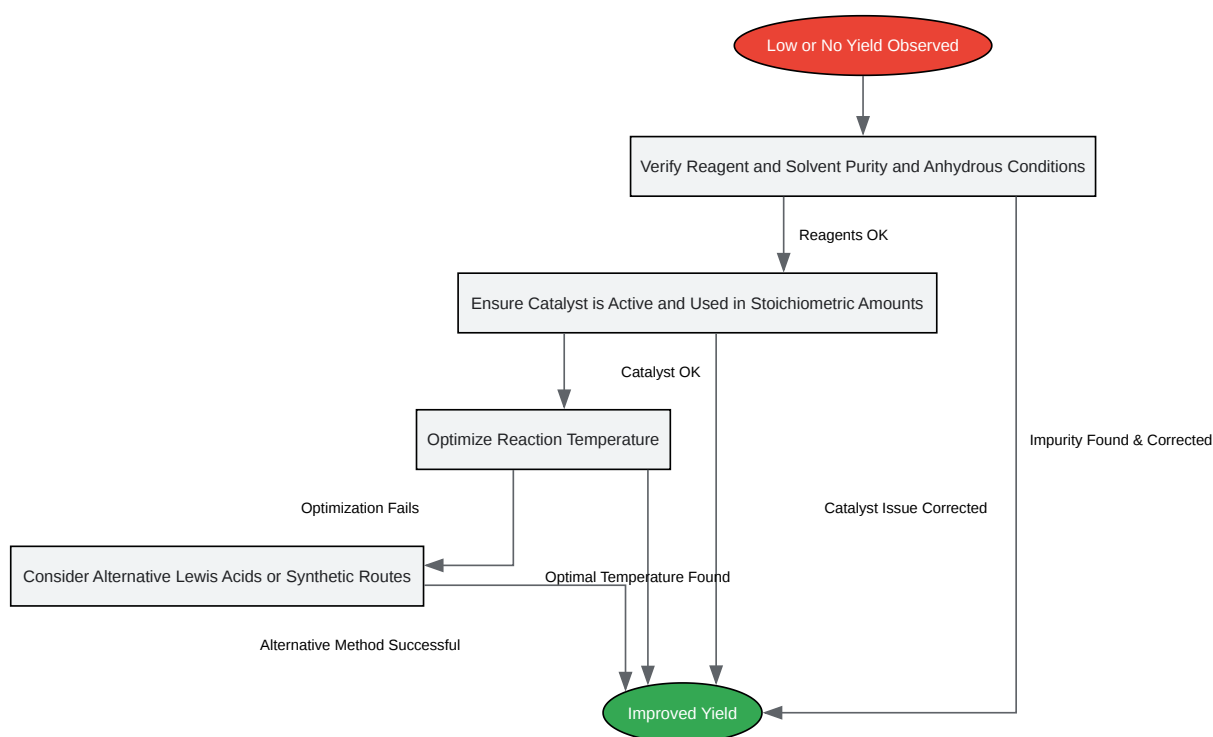 Low or No Yield Observed
Verify Reagent and Solvent Purity and Anhydrous Conditions
Reagents OK
Ensure Catalyst is Active and Used in Stoichiometric Amounts
Catalyst OK
Optimize Reaction Temperature
Impurity Found & Corrected
Optimization Fails
Catalyst Issue Corrected
Consider Alternative Lewis Acids or Synthetic Routes
Optimal Temperature Found
Alternative Method Successful
Improved Yield